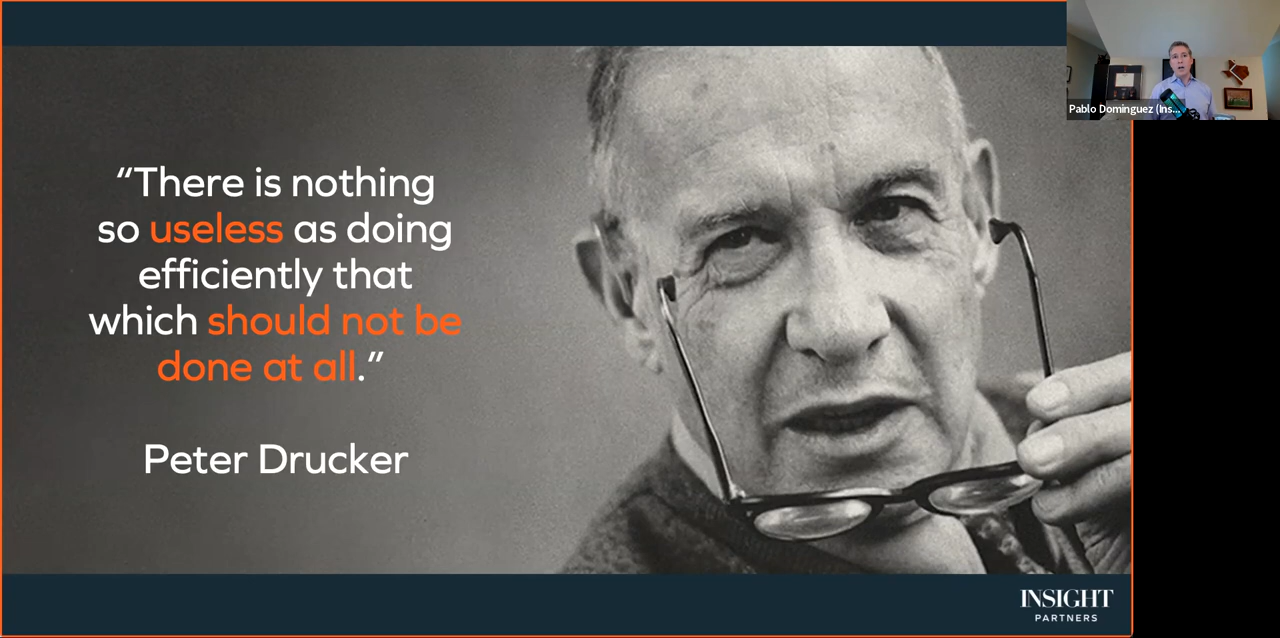 “There is nothing
so useless as doing
efficiently that
which should not be
done at all.”
Peter Drucker
Pablo Dominguez (Ins...
INSIGHT
PARTNERS